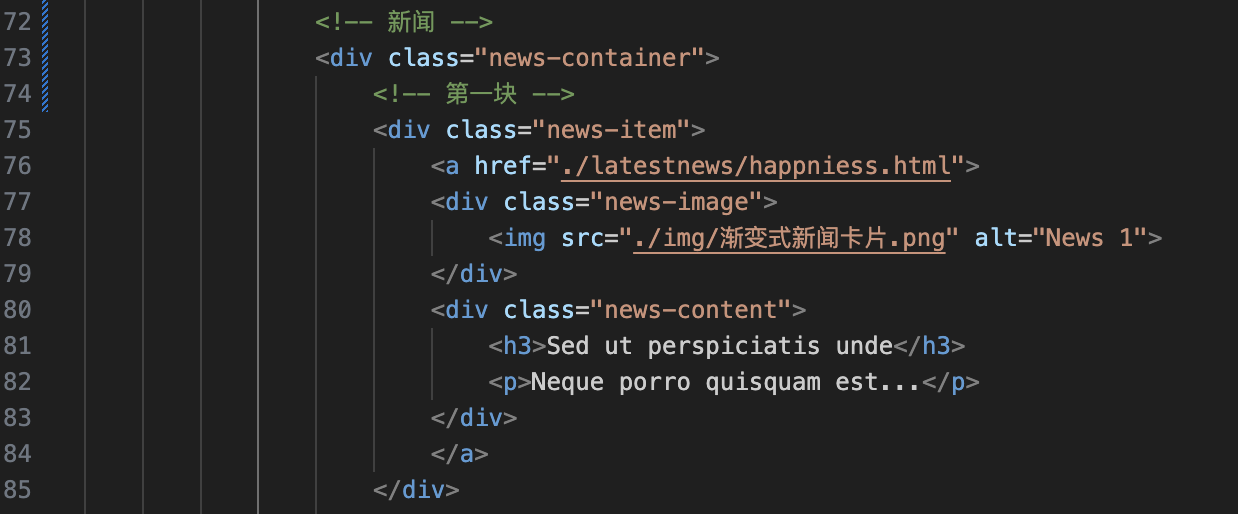 72 <!-- 新闻 -->
73 <div class="news-container">
74 <!-- 第一块 -->
75 <div class="news-item">
76 <a href="./latestnews/happniess.html">
77 <div class="news-image">
78 <img src="./img/渐变式新闻卡片.png" alt="News 1">
79 </div>
80 <div class="news-content">
81 <h3>Sed ut perspiciatis unde</h3>
82 <p>Neque porro quisquam est...</p>
83 </div>
84 </a>
85 </div>